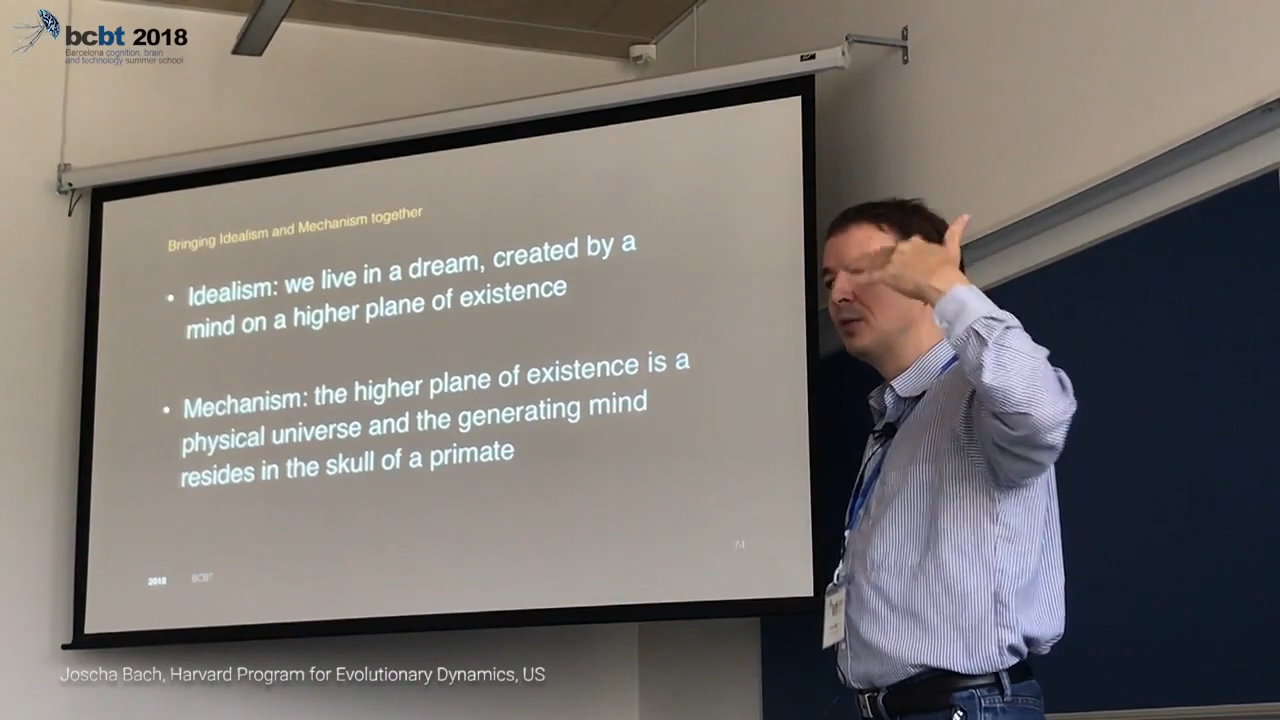 bcbt 2018
Barcelona cognition, brain
and technology summer school
Bringing Idealism and Mechanism together
• Idealism: we live in a dream, created by a
mind on a higher plane of existence
• Mechanism: the higher plane of existence is a
physical universe and the generating mind
resides in the skull of a primate
74
2018 BCBT
Joscha Bach, Harvard Program for Evolutionary Dynamics, US